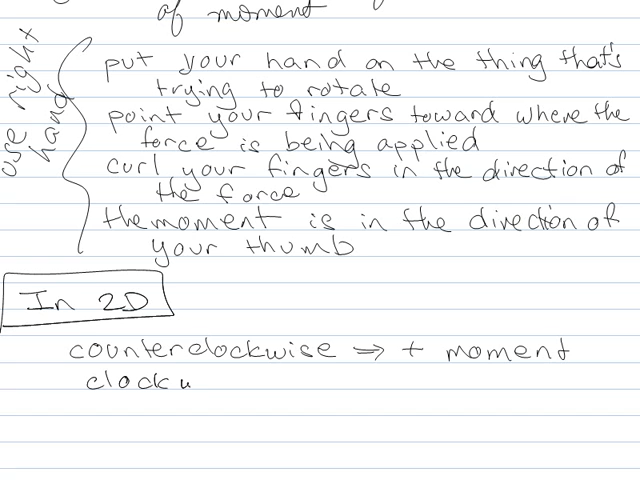 of moment
use right
hand
put your hand on the thing that's
trying to rotate
point your fingers toward where the
force is being applied
curl your fingers in the direction of
the force
the moment is in the direction of
your thumb
In 2D
counterclockwise ⇒ + moment
clock